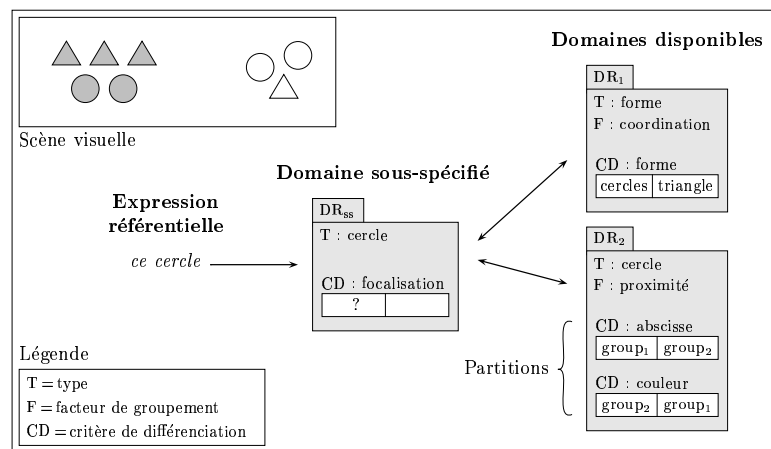 Scène visuelle
Expression
référentielle
ce cercle
Domaine sous-spécifié
DRss
T : cercle
CD : focalisation
?
Domaines disponibles
DR1
T : forme
F : coordination
CD : forme
cercles triangle
DR2
T : cercle
F : proximité
CD : abscisse
group1 group2
CD : couleur
group2 group1
Partitions
Légende
T = type
F = facteur de groupement
CD = critère de différenciation